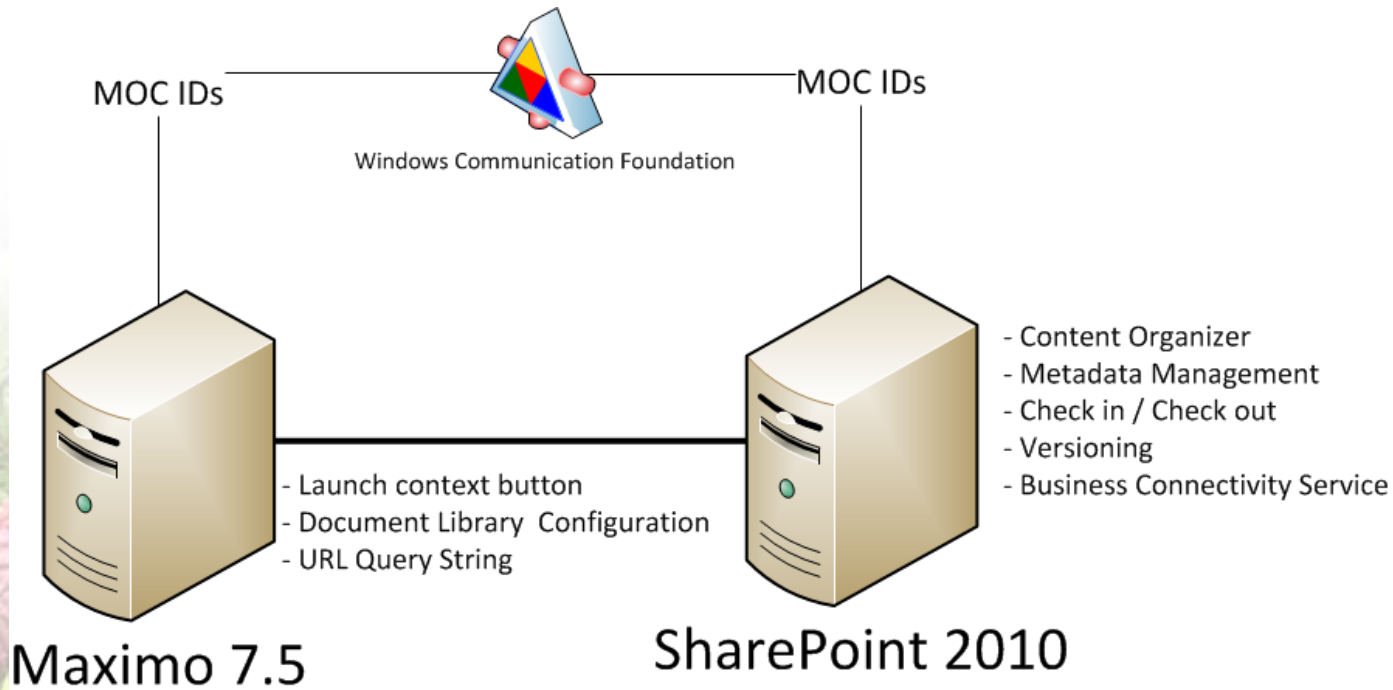 MOC IDs
MOC IDs
Windows Communication Foundation
- Content Organizer
- Metadata Management
- Check in / Check out
- Versioning
- Business Connectivity Service
- Launch context button
- Document Library Configuration
- URL Query String
Maximo 7.5
SharePoint 2010